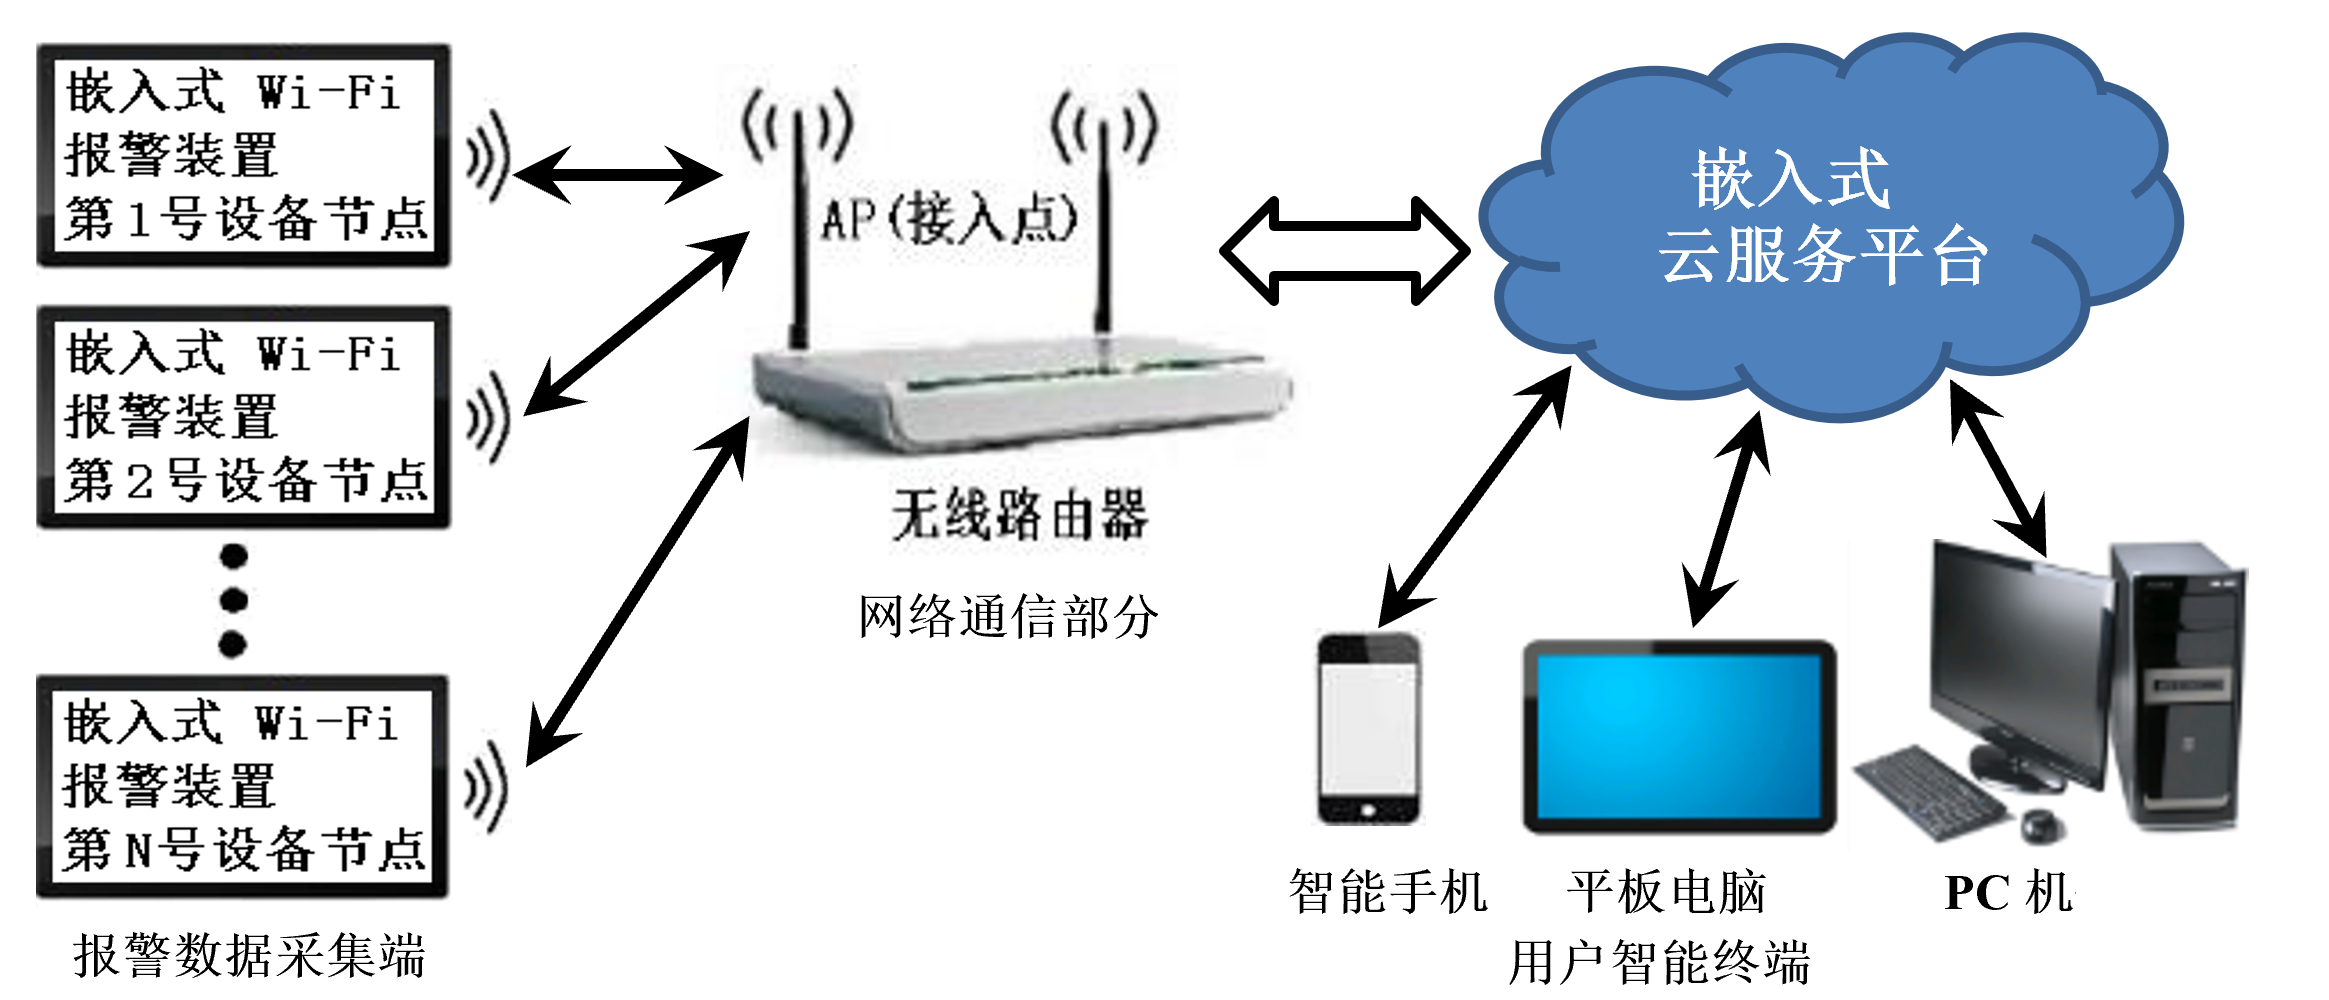 嵌入式 Wi-Fi
报警装置
第1号设备节点
嵌入式 Wi-Fi
报警装置
第2号设备节点
嵌入式 Wi-Fi
报警装置
第N号设备节点
报警数据采集端
AP(接入点)
无线路由器
网络通信部分
嵌入式
云服务平台
智能手机
平板电脑
PC 机
用户智能终端